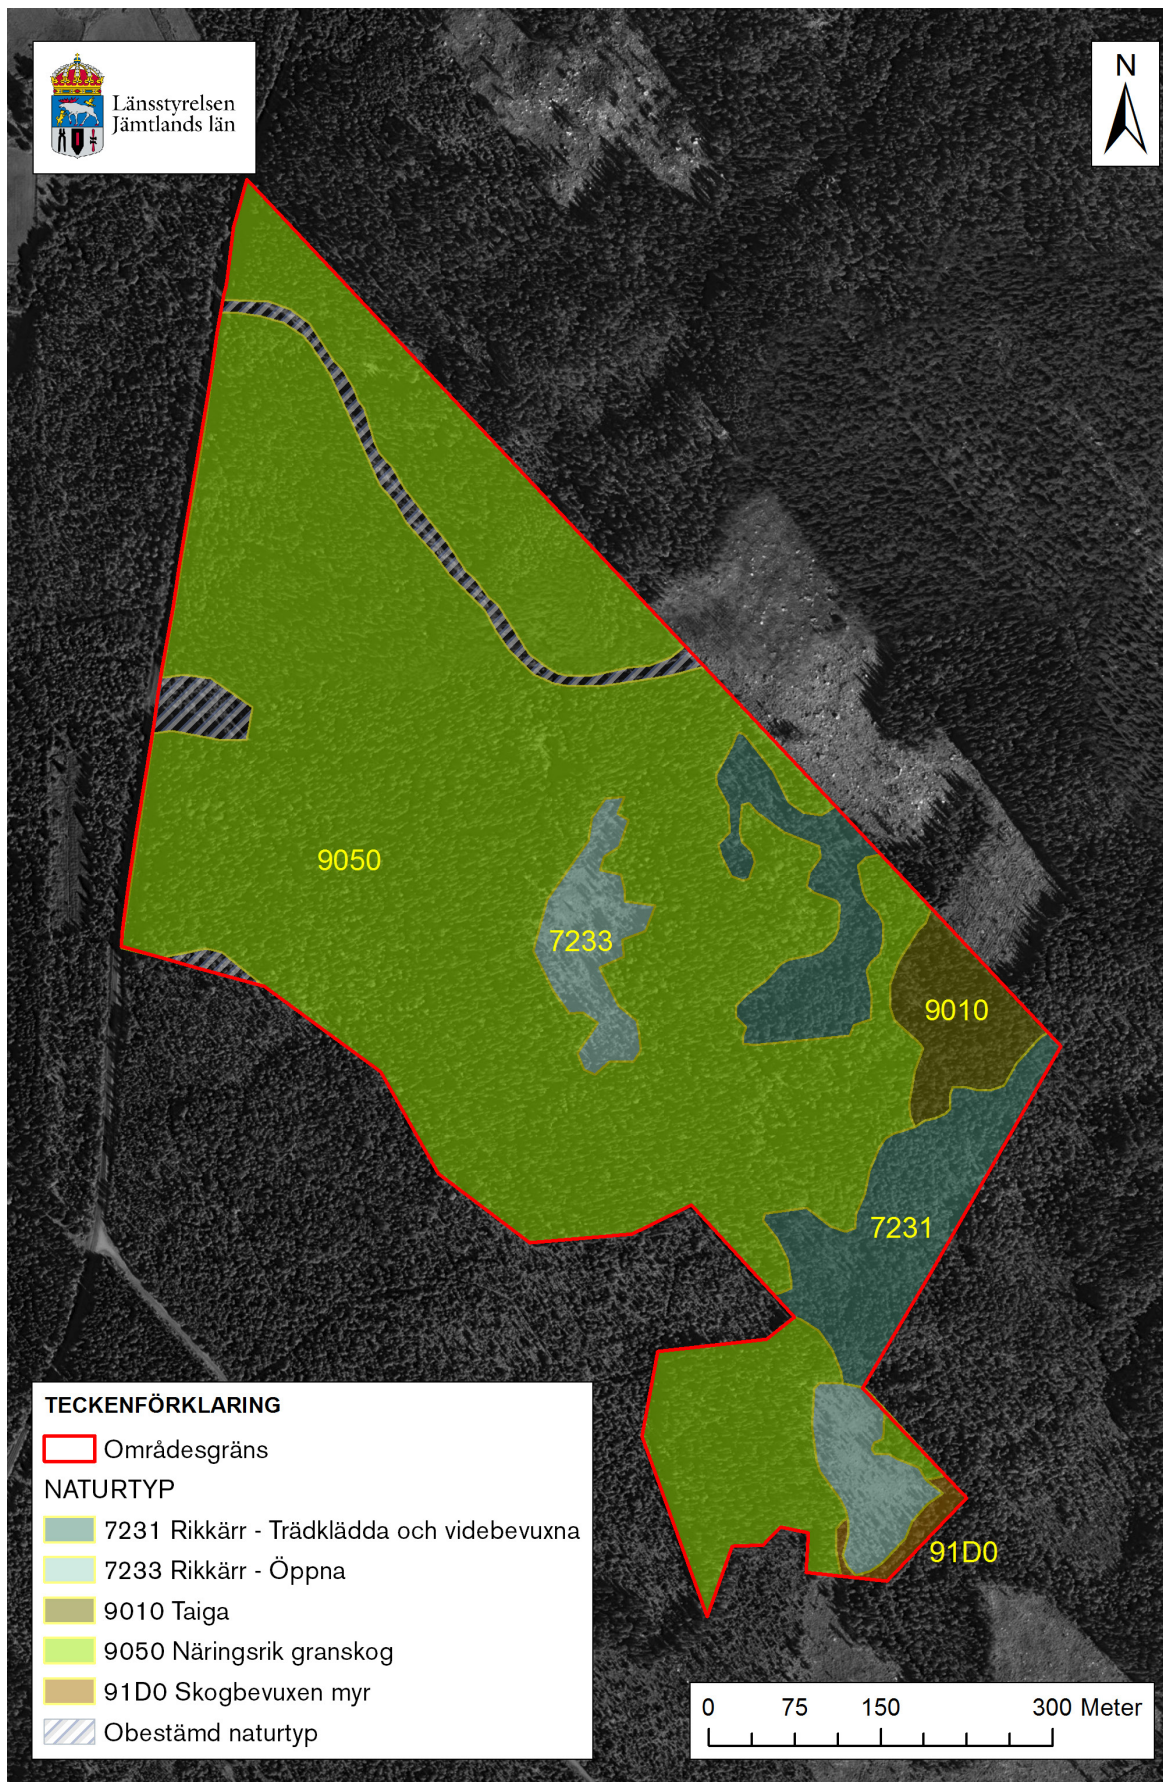 Länsstyrelsen
Jämtlands län
N
9050
7233
9010
7231
91D0
TECKENFÖRKLARING
Områdesgräns
NATURTYP
7231 Rikkärr - Trädklädda och videbevuxna
7233 Rikkärr - Öppna
9010 Taiga
9050 Näringsrik granskog
91D0 Skogbevuxen myr
Obestämd naturtyp
0 75 150 300 Meter